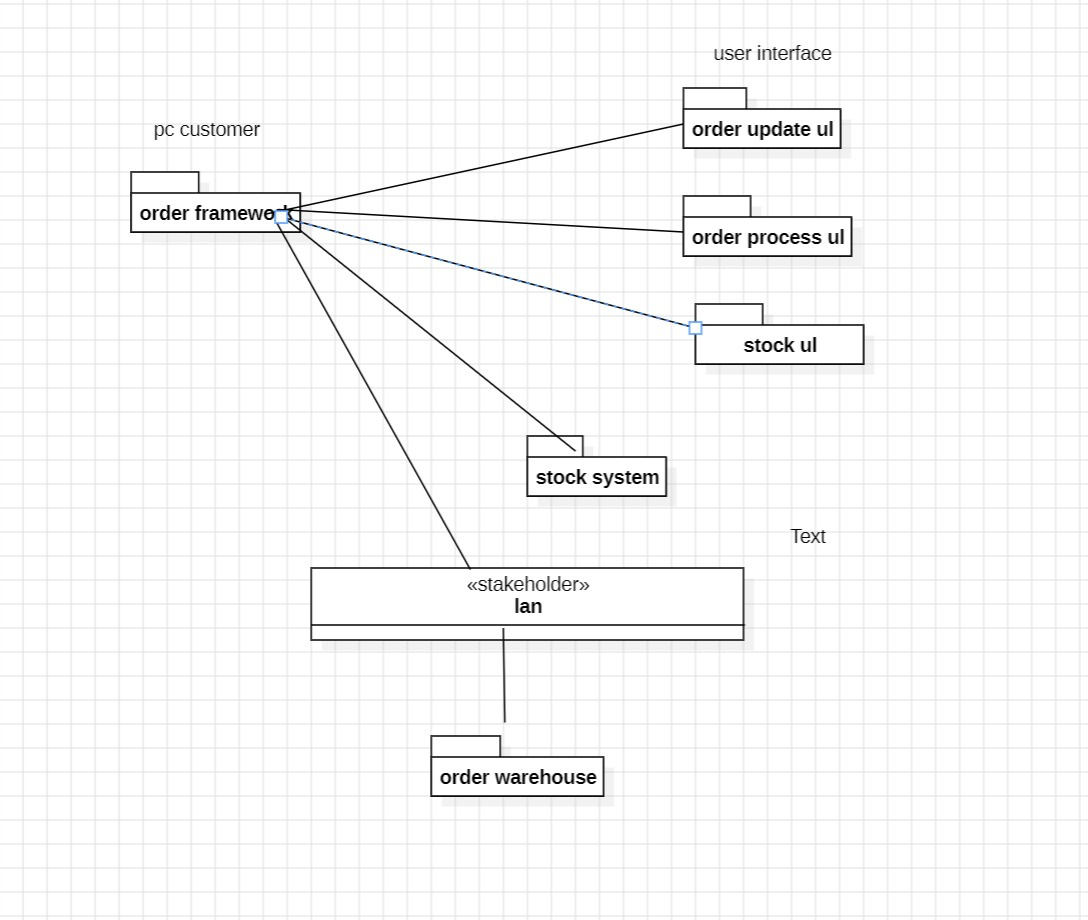 user interface
pc customer
order update ul
order framework
order process ul
stock ul
stock system
Text
«stakeholder»
lan
order warehouse